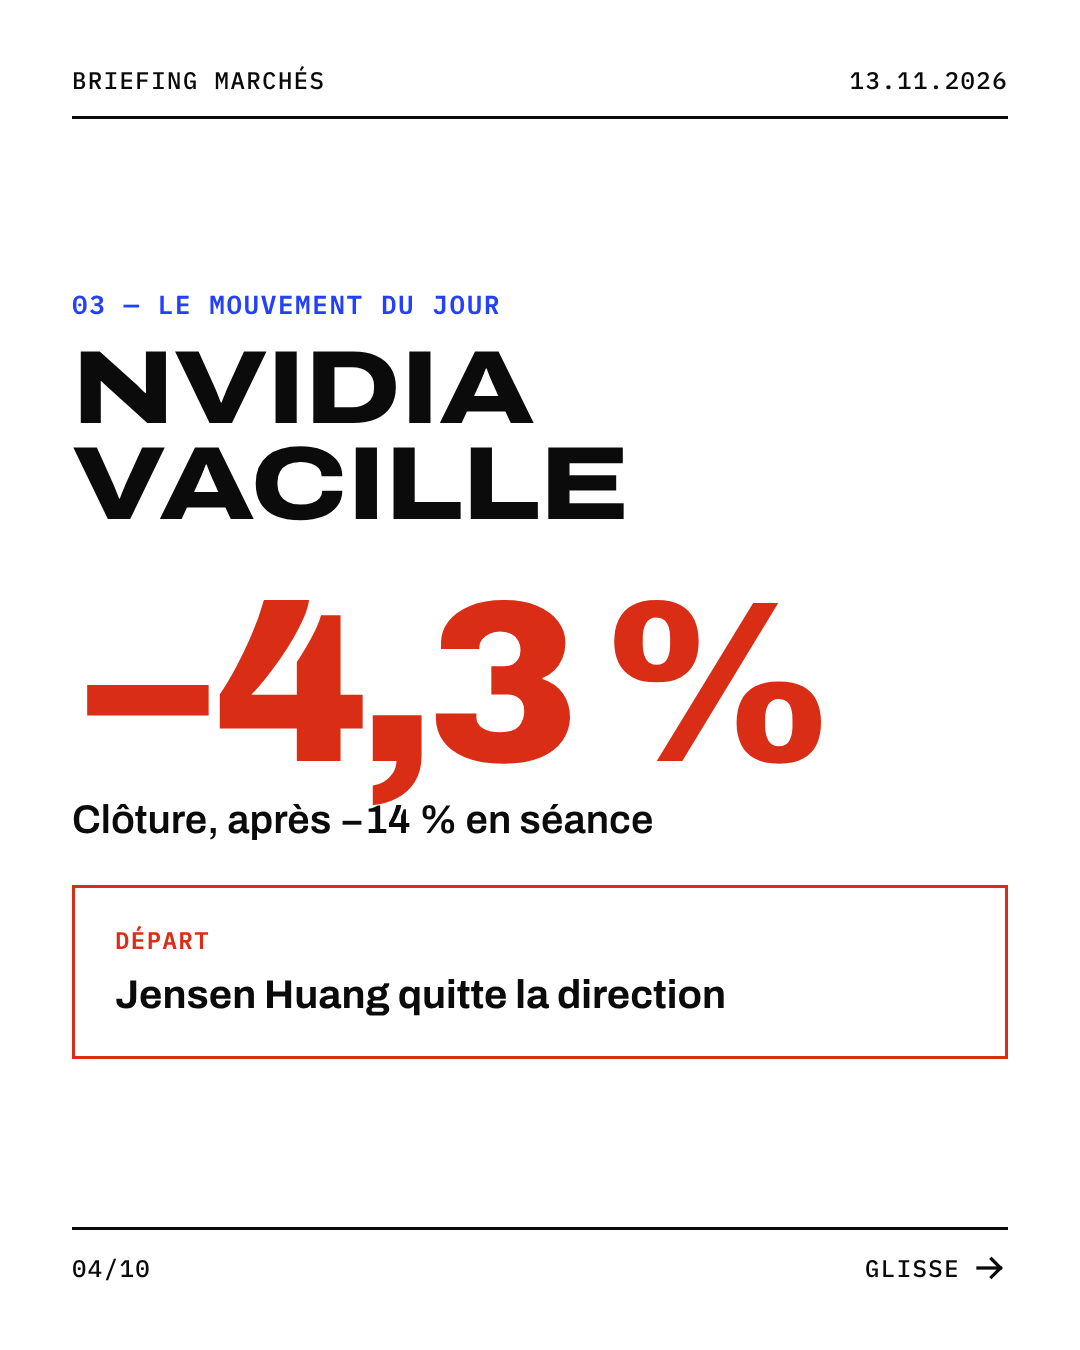 BRIEFING MARCHÉS
13.11.2026
03 — LE MOUVEMENT DU JOUR
NVIDIA
VACILLE
−4,3 %
Clôture, après −14 % en séance
DÉPART
Jensen Huang quitte la direction
04/10
GLISSE →